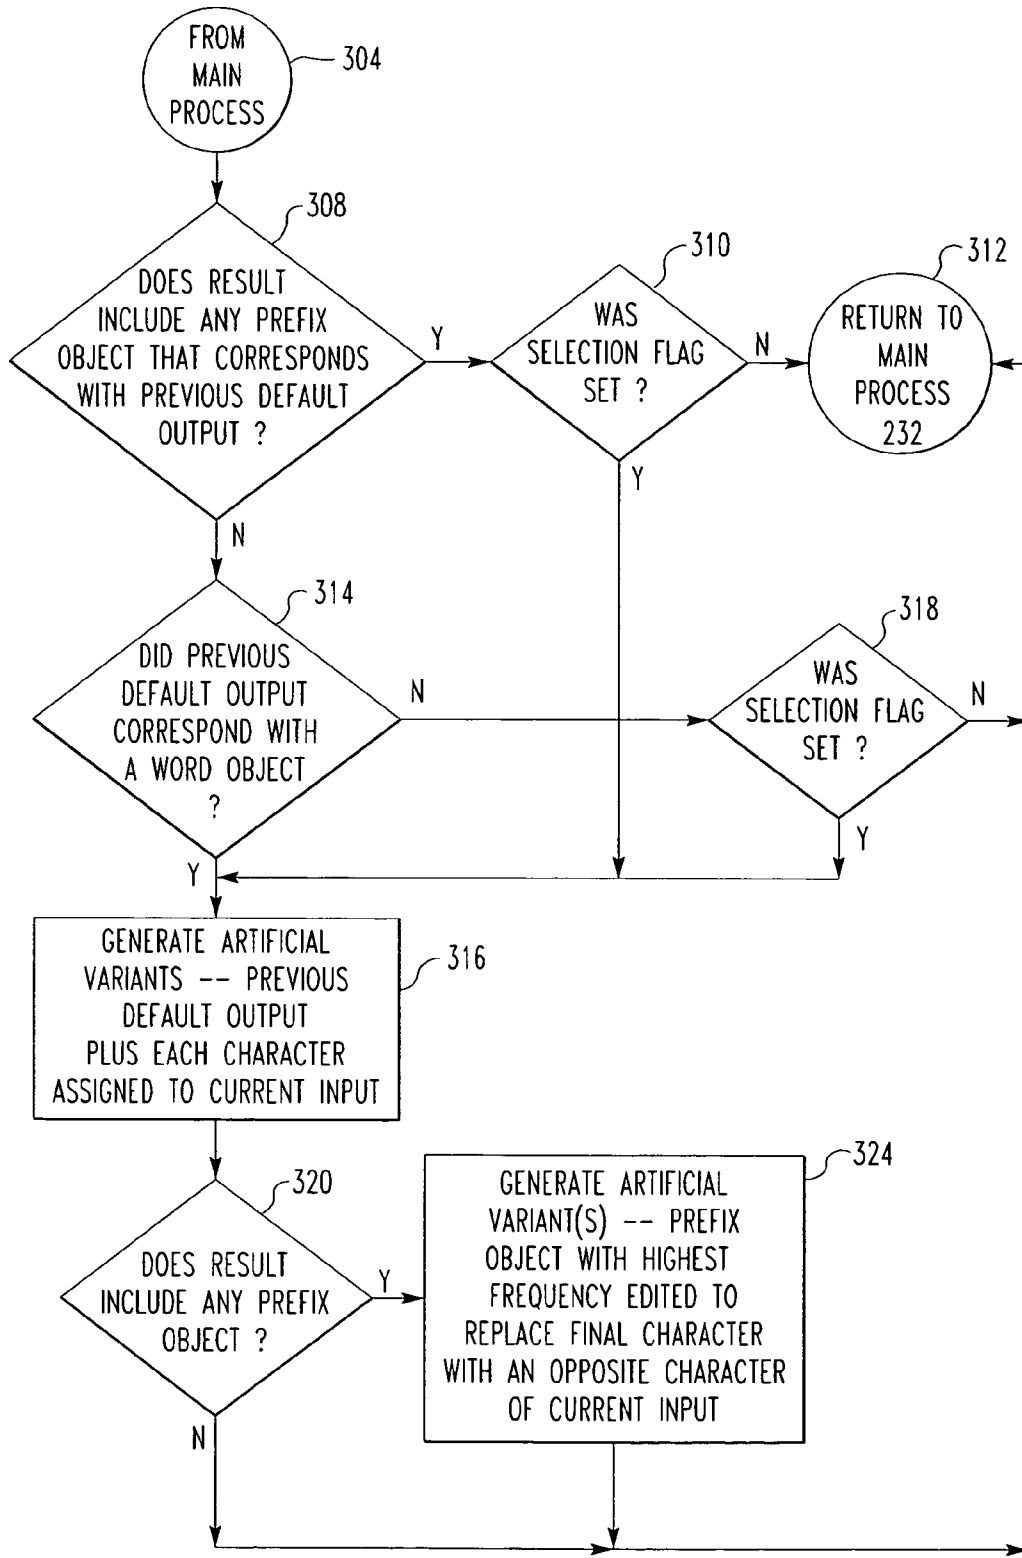 FROM
MAIN
PROCESS
304
308
DOES RESULT
INCLUDE ANY PREFIX
OBJECT THAT CORRESPONDS
WITH PREVIOUS DEFAULT
OUTPUT ?
Y
N
310
WAS
SELECTION FLAG
SET ?
N
Y
312
RETURN TO
MAIN
PROCESS
232
314
DID PREVIOUS
DEFAULT OUTPUT
CORRESPOND WITH
A WORD OBJECT
?
N
Y
318
WAS
SELECTION FLAG
SET ?
N
Y
GENERATE ARTIFICIAL
VARIANTS -- PREVIOUS
DEFAULT OUTPUT
PLUS EACH CHARACTER
ASSIGNED TO CURRENT INPUT
316
320
DOES RESULT
INCLUDE ANY PREFIX
OBJECT ?
Y
N
324
GENERATE ARTIFICIAL
VARIANT(S) -- PREFIX
OBJECT WITH HIGHEST
FREQUENCY EDITED TO
REPLACE FINAL CHARACTER
WITH AN OPPOSITE CHARACTER
OF CURRENT INPUT